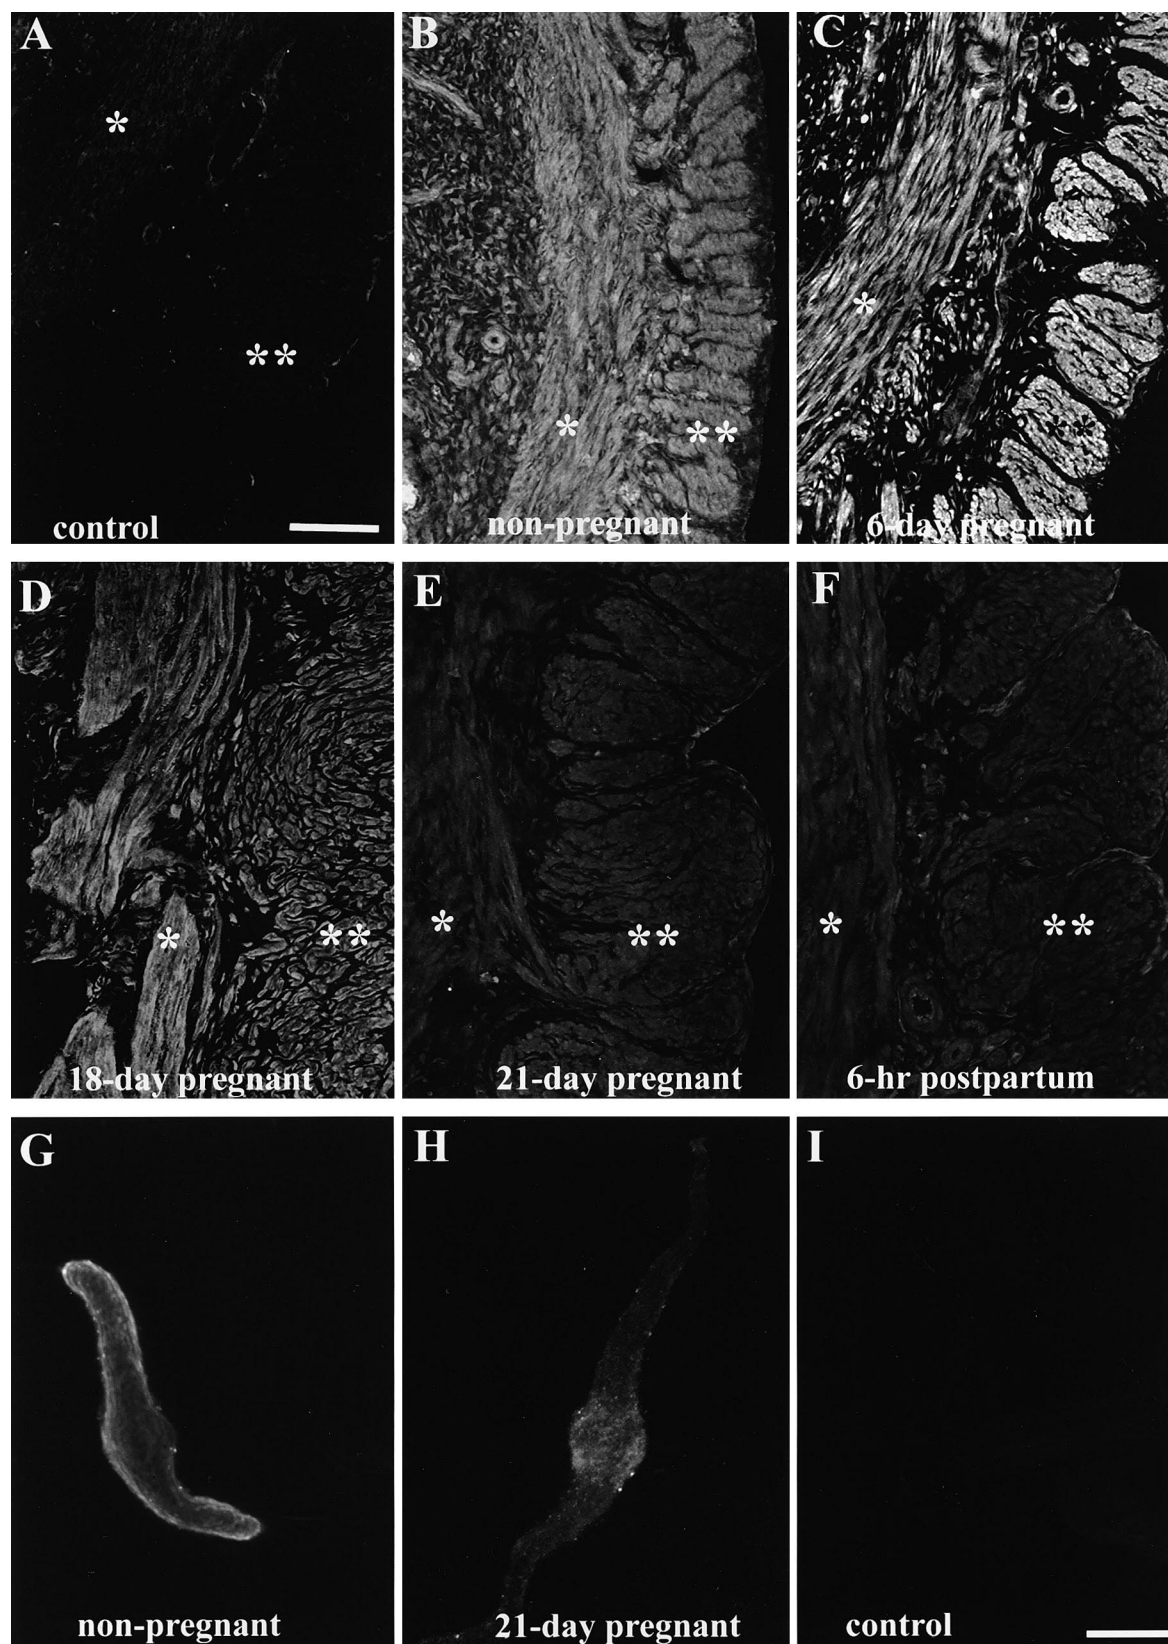 A
*
**
control
B
*
**
non-pregnant
C
*
**
6-day pregnant
D
*
**
18-day pregnant
E
*
**
21-day pregnant
F
*
**
6-hr postpartum
G
non-pregnant
H
21-day pregnant
I
control